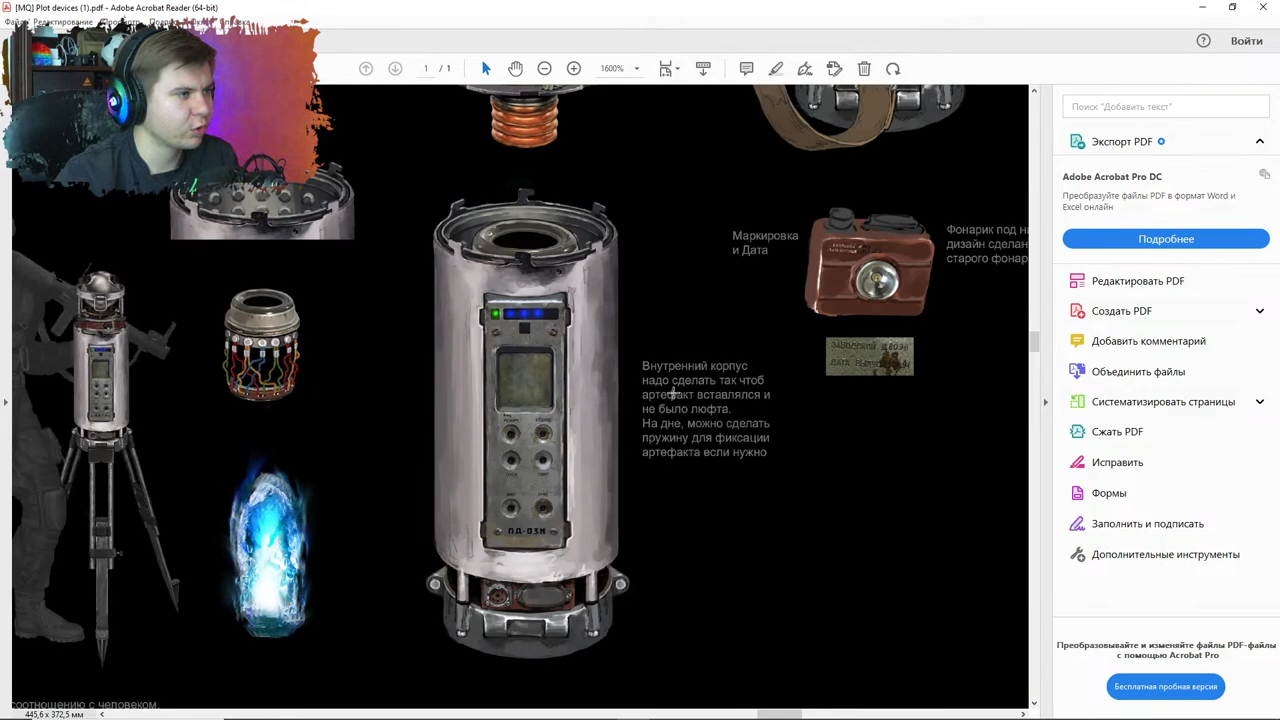 [MQ] Plot devices (1).pdf - Adobe Acrobat Reader (64-bit)
Файл Редактирование Просмотр
Войти
1 / 1
1600%
Поиск "Добавить текст"
Экспорт PDF
Adobe Acrobat Pro DC
Преобразуйте файлы PDF в формат Word и
Excel онлайн
Подробнее
Редактировать PDF
Создать PDF
Добавить комментарий
Объединить файлы
Систематизировать страницы
Сжать PDF
Исправить
Формы
Заполнить и подписать
Дополнительные инструменты
Преобразовывайте и изменяйте файлы PDF-файлы
с помощью Acrobat Pro
Бесплатная пробная версия
Маркировка
и Дата
Фонарик под
дизайн сделан
старого
ЗАВОДСКОЙ
ДАТА
Внутренний корпус
надо сделать так чтоб
артефакт вставлялся и
не было люфта.
На дне, можно сделать
пружину для фиксации
артефакта если нужно
ПД-03М
соотношению с человеком.
445,6 x 372,5 мм